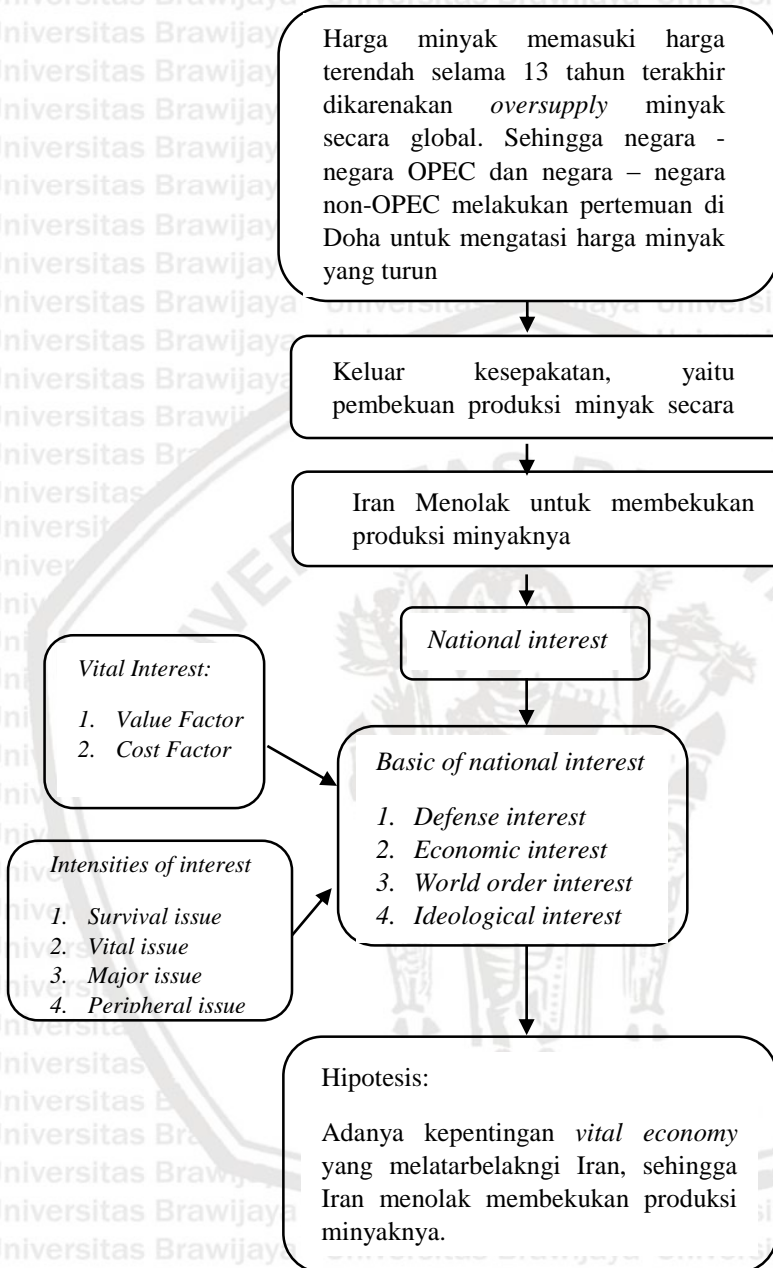 Harga minyak memasuki harga
terendah selama 13 tahun terakhir
dikarenakan oversupply minyak
secara global. Sehingga negara -
negara OPEC dan negara – negara
non-OPEC melakukan pertemuan di
Doha untuk mengatasi harga minyak
yang turun
Keluar kesepakatan, yaitu
pembekuan produksi minyak secara
Iran Menolak untuk membekukan
produksi minyaknya
National interest
Vital Interest:
1. Value Factor
2. Cost Factor
Basic of national interest
1. Defense interest
2. Economic interest
3. World order interest
4. Ideological interest
Intensities of interest
1. Survival issue
2. Vital issue
3. Major issue
4. Peripheral issue
Hipotesis:
Adanya kepentingan vital economy
yang melatarbelakngi Iran, sehingga
Iran menolak membekukan produksi
minyaknya.